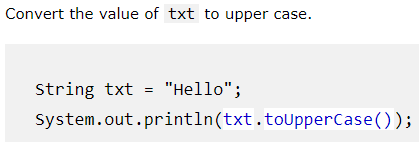 Convert the value of txt to upper case.
String txt = "Hello";
System.out.println(txt.toUpperCase());